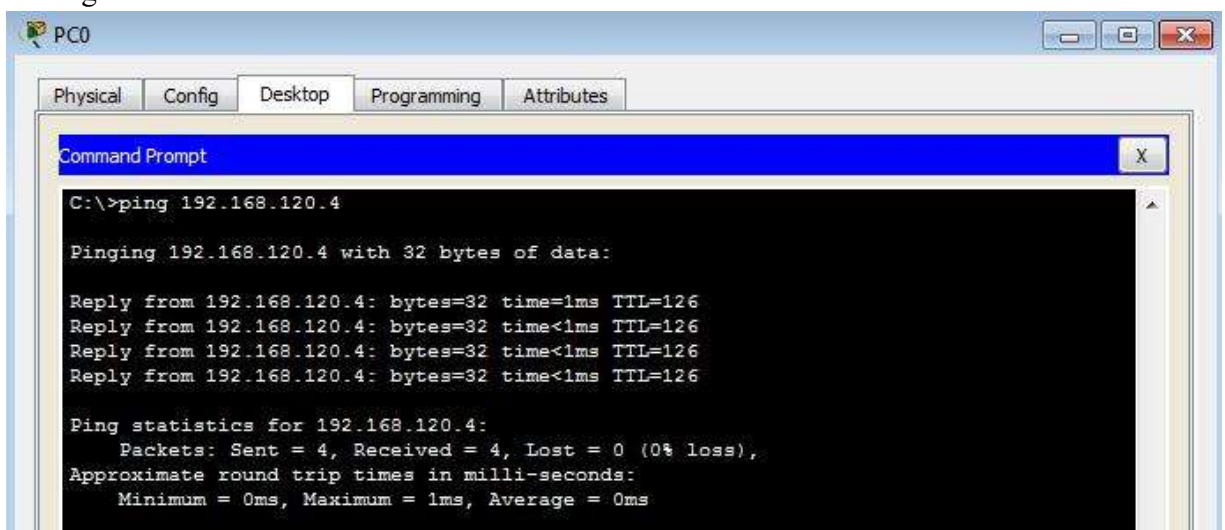 PC0
Physical Config Desktop Programming Attributes
Command Prompt
X
C:\>ping 192.168.120.4
Pinging 192.168.120.4 with 32 bytes of data:
Reply from 192.168.120.4: bytes=32 time=1ms TTL=126
Reply from 192.168.120.4: bytes=32 time<1ms TTL=126
Reply from 192.168.120.4: bytes=32 time<1ms TTL=126
Reply from 192.168.120.4: bytes=32 time<1ms TTL=126
Ping statistics for 192.168.120.4:
Packets: Sent = 4, Received = 4, Lost = 0 (0% loss),
Approximate round trip times in milli-seconds:
Minimum = 0ms, Maximum = 1ms, Average = 0ms